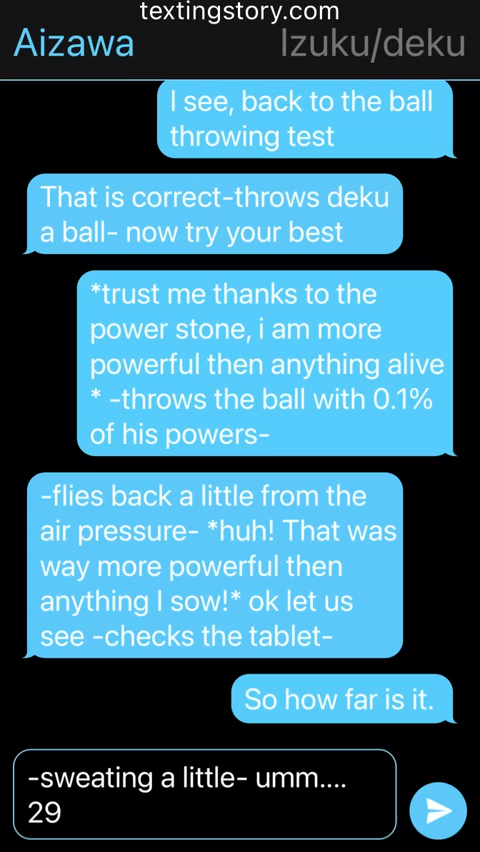 textingstory.com
Aizawa
Izuku/deku
I see, back to the ball
throwing test
That is correct-throws deku
a ball- now try your best
*trust me thanks to the
power stone, i am more
powerful then anything alive
* -throws the ball with 0.1%
of his powers-
-flies back a little from the
air pressure- *huh! That was
way more powerful then
anything I sow!* ok let us
see -checks the tablet-
So how far is it.
-sweating a little- umm....
29